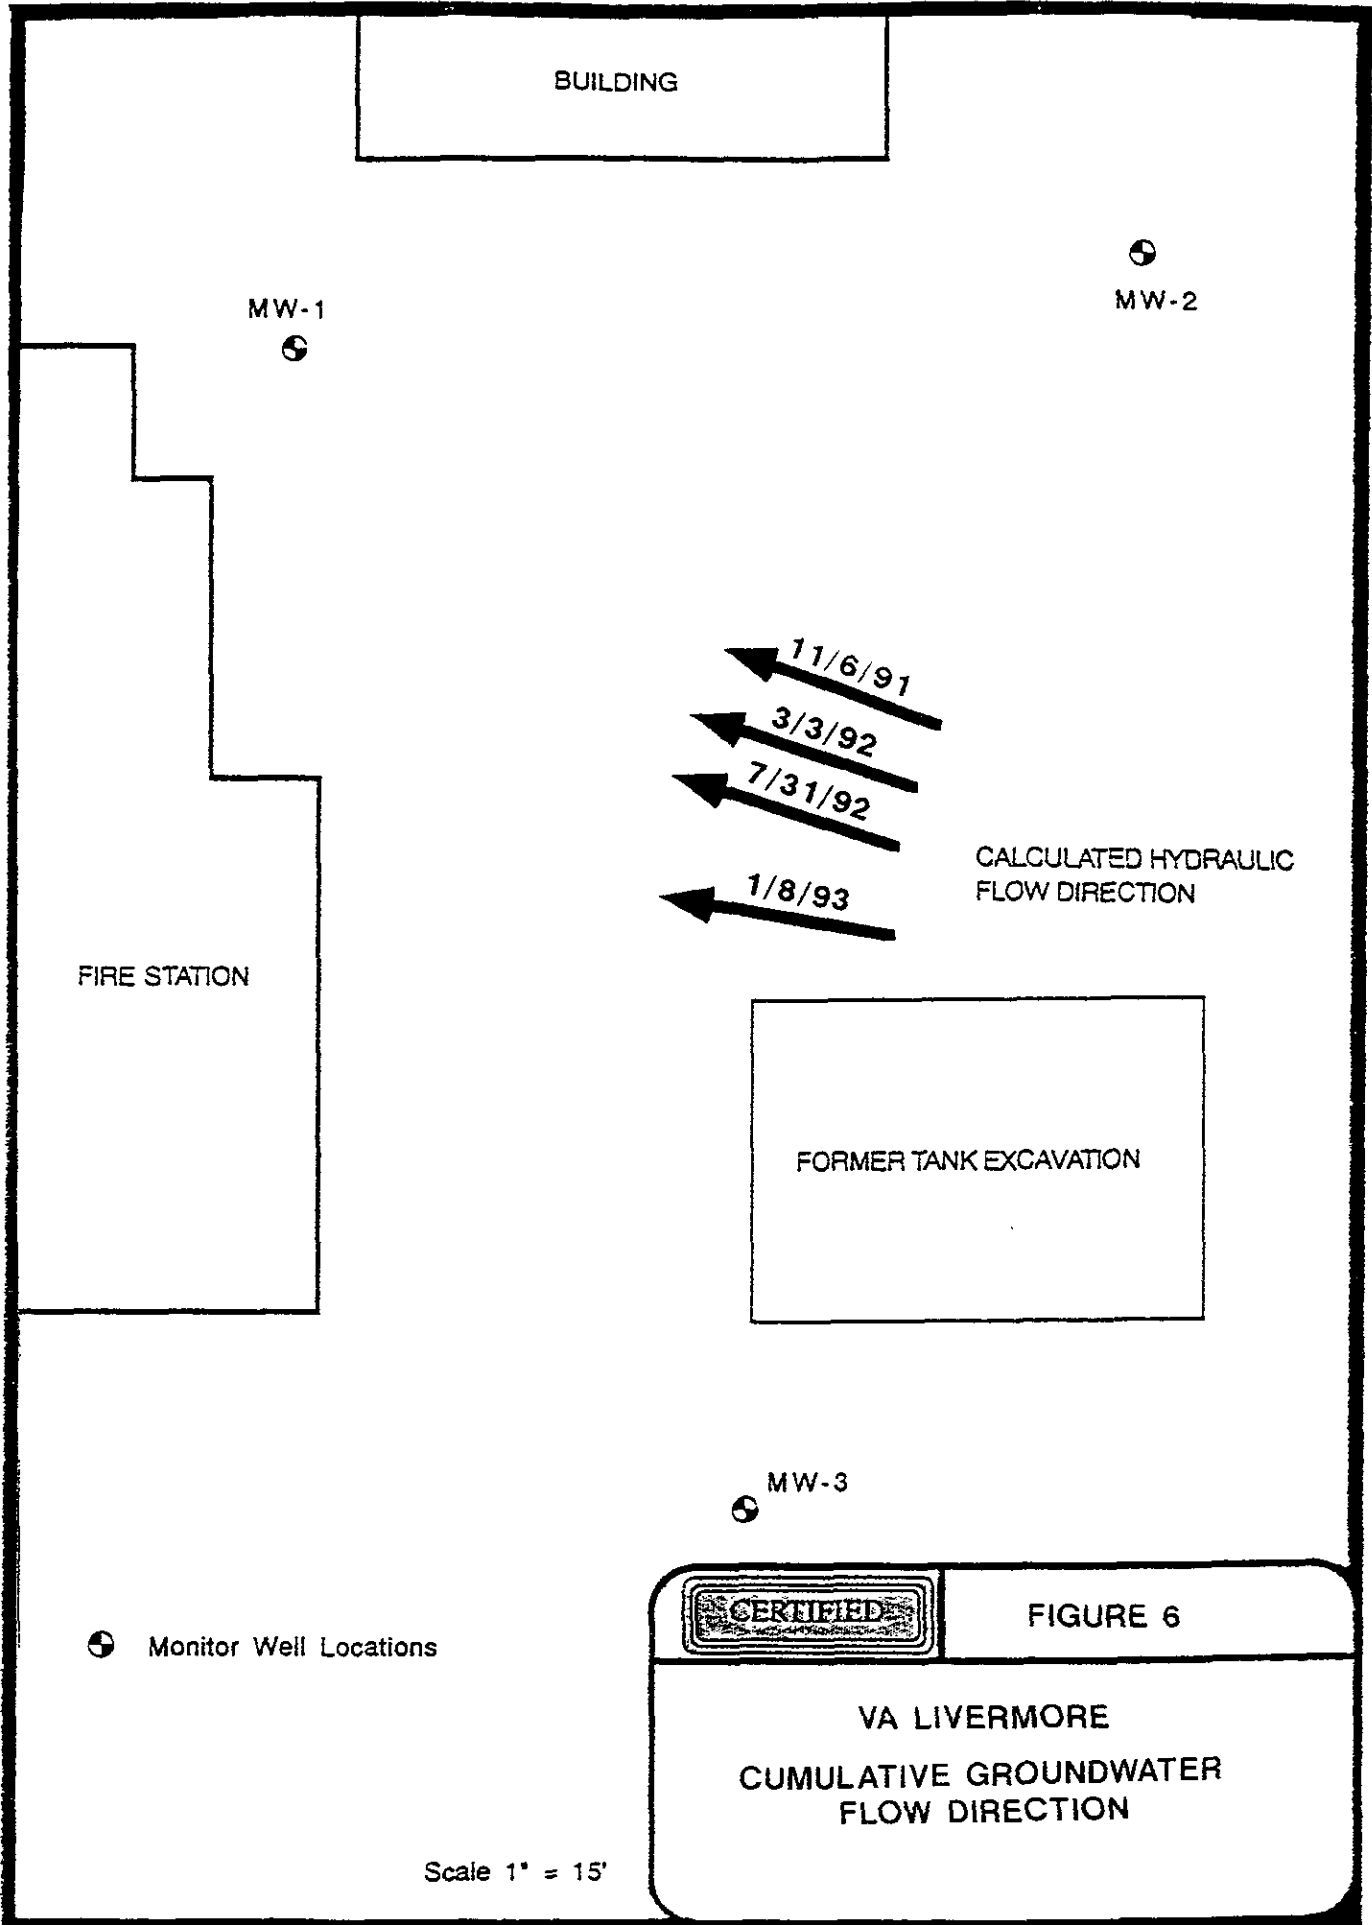 BUILDING
MW-1
MW-2
11/6/91
3/3/92
7/31/92
1/8/93
CALCULATED HYDRAULIC
FLOW DIRECTION
FIRE STATION
FORMER TANK EXCAVATION
MW-3
Monitor Well Locations
CERTIFIED
FIGURE 6
VA LIVERMORE
CUMULATIVE GROUNDWATER
FLOW DIRECTION
Scale 1" = 15'